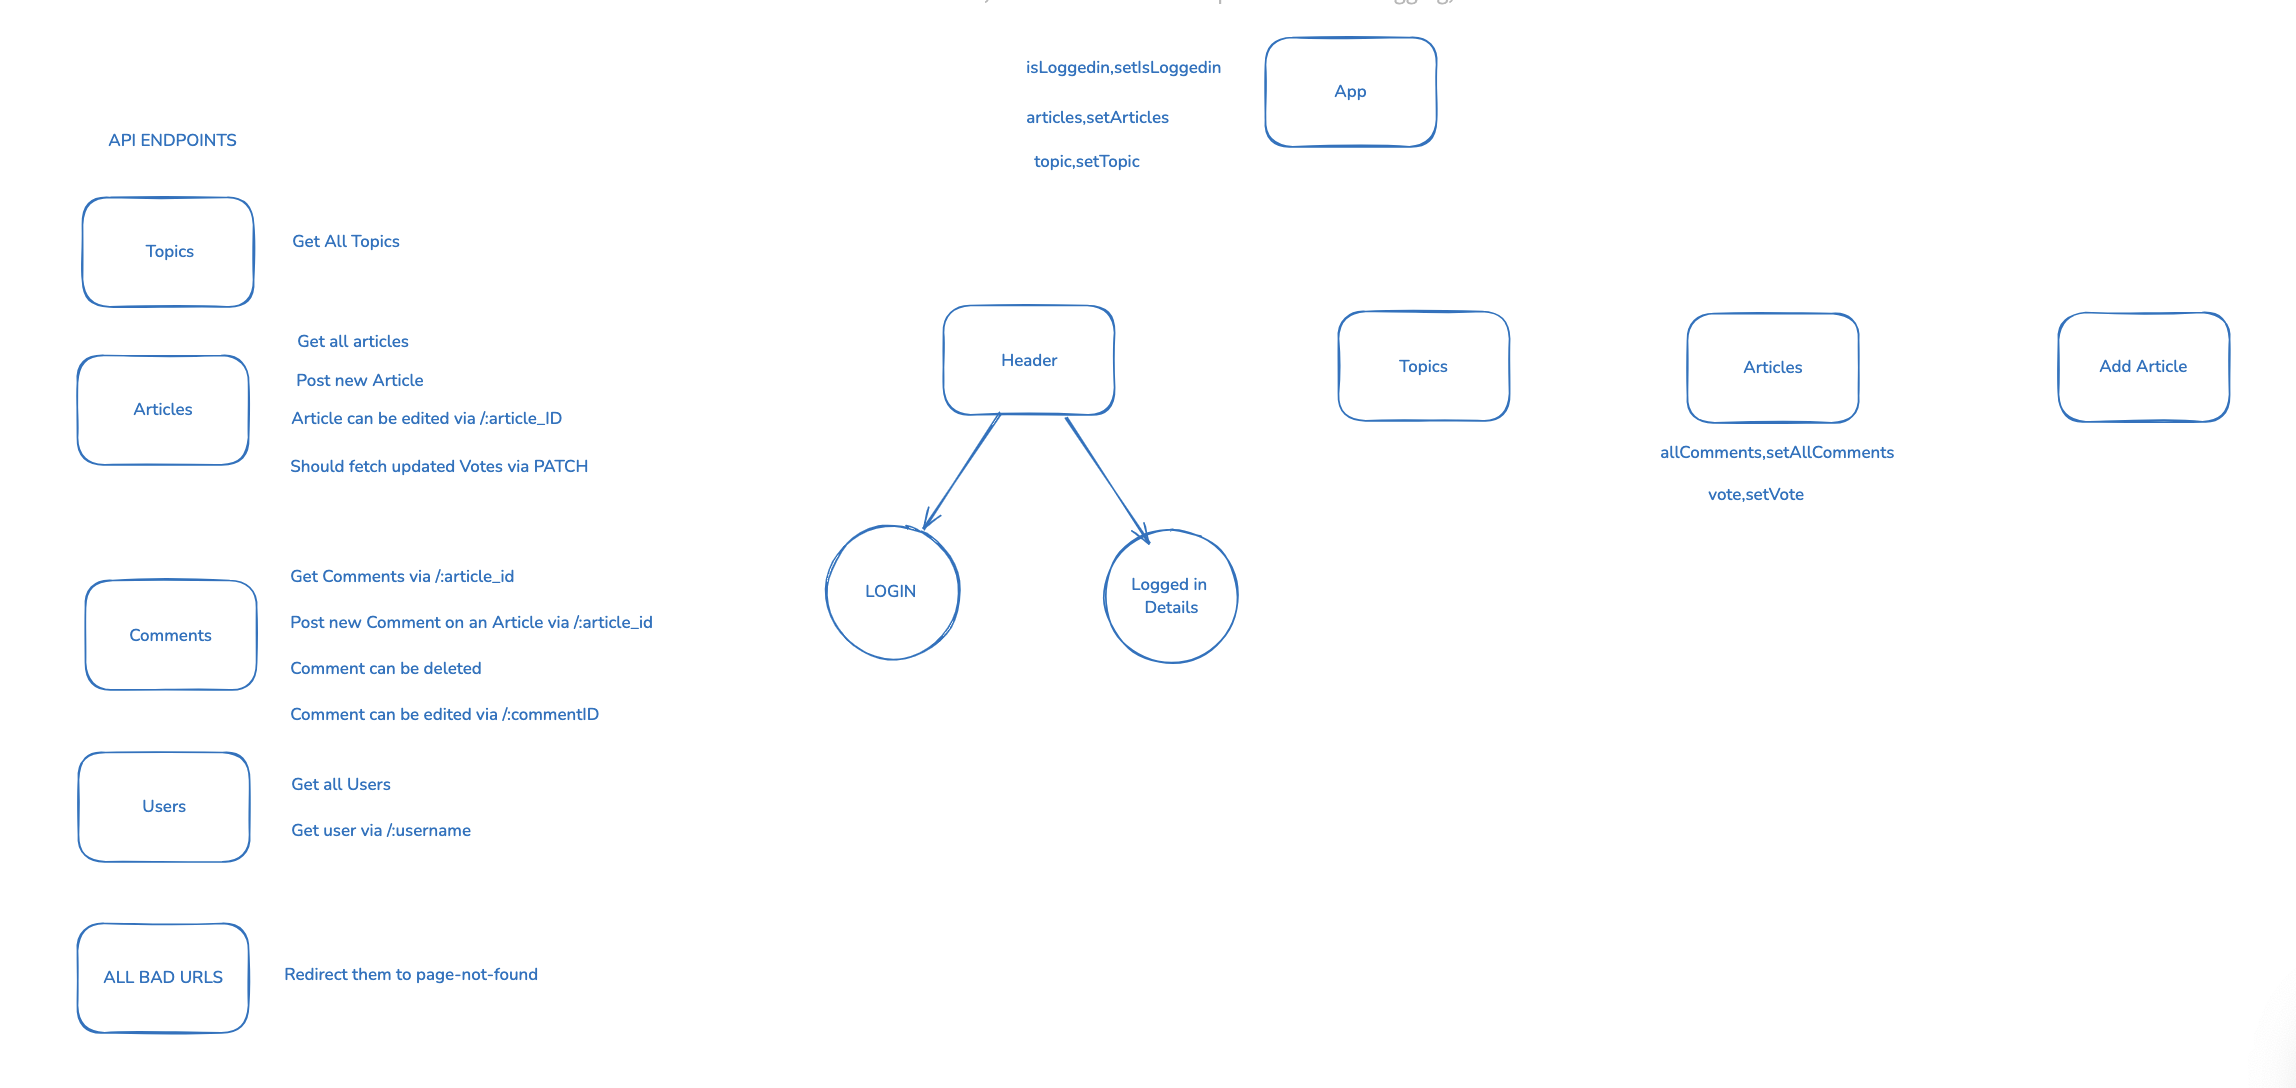 isLoggedin,setIsLoggedin
App
articles,setArticles
topic,setTopic
API ENDPOINTS
Topics
Get All Topics
Articles
Get all articles
Post new Article
Article can be edited via /:article_ID
Should fetch updated Votes via PATCH
Comments
Get Comments via /:article_id
Post new Comment on an Article via /:article_id
Comment can be deleted
Comment can be edited via /:commentID
Users
Get all Users
Get user via /:username
ALL BAD URLS
Redirect them to page-not-found
Header
LOGIN
Logged in
Details
Topics
Articles
allComments,setAllComments
vote,setVote
Add Article